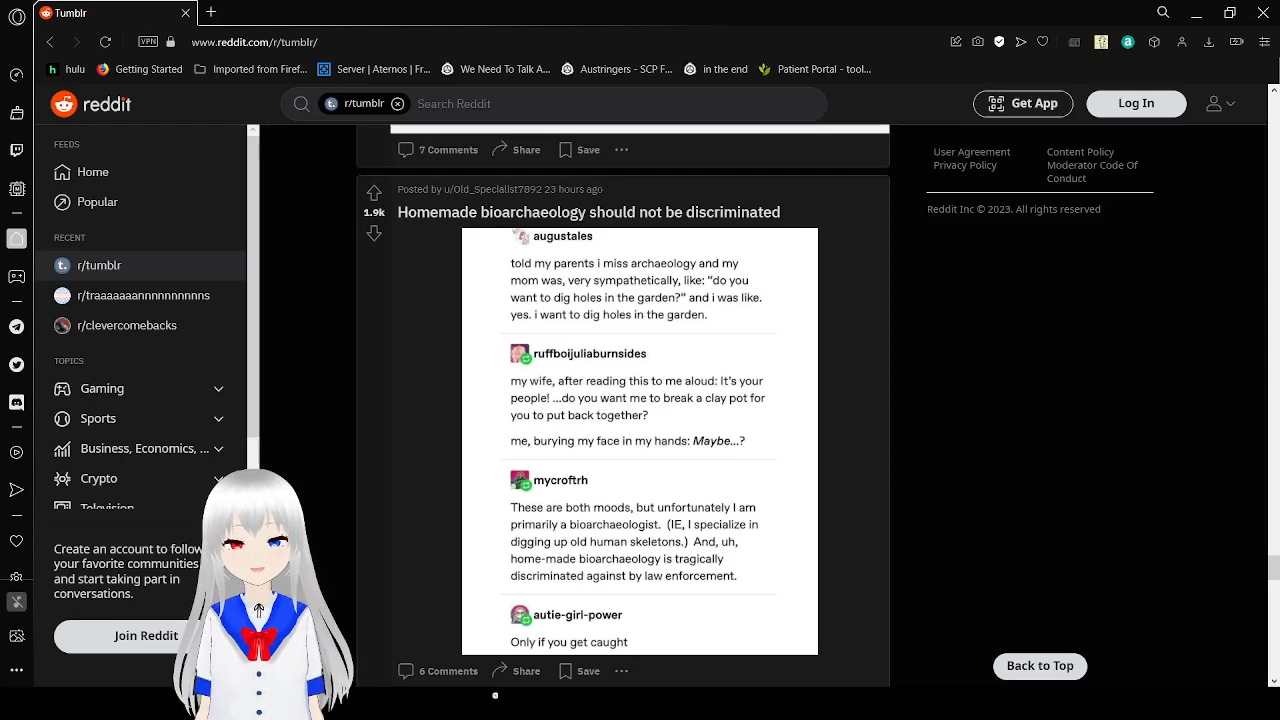 Tumblr
VPN
www.reddit.com/r/tumblr/
hulu
Getting Started
Imported from Firef...
Server | Aternos | Fr...
We Need To Talk A...
Austringers - SCP F...
in the end
Patient Portal - tool...
reddit
r/tumblr
Search Reddit
Get App
Log In
FEEDS
Home
Popular
RECENT
r/tumblr
r/traaaaaaannnnnnnnnns
r/clevercomebacks
TOPICS
Gaming
Sports
Business, Economics, ...
Crypto
Television
Create an account to follow
your favorite communities
and start taking part in
conversations.
Join Reddit
7 Comments
Share
Save
Posted by u/Old_Specialist7892 23 hours ago
1.9k
Homemade bioarchaeology should not be discriminated
augustales
told my parents i miss archaeology and my
mom was, very sympathetically, like: “do you
want to dig holes in the garden?” and i was like.
yes. i want to dig holes in the garden.
ruffboijuliaburnsides
my wife, after reading this to me aloud: It’s your
people! ...do you want me to break a clay pot for
you to put back together?
me, burying my face in my hands: Maybe...?
mycroftrh
These are both moods, but unfortunately I am
primarily a bioarchaeologist. (IE, I specialize in
digging up old human skeletons.) And, uh,
home-made bioarchaeology is tragically
discriminated against by law enforcement.
autie-girl-power
Only if you get caught
6 Comments
Share
Save
User Agreement
Privacy Policy
Content Policy
Moderator Code Of
Conduct
Reddit Inc © 2023. All rights reserved
Back to Top